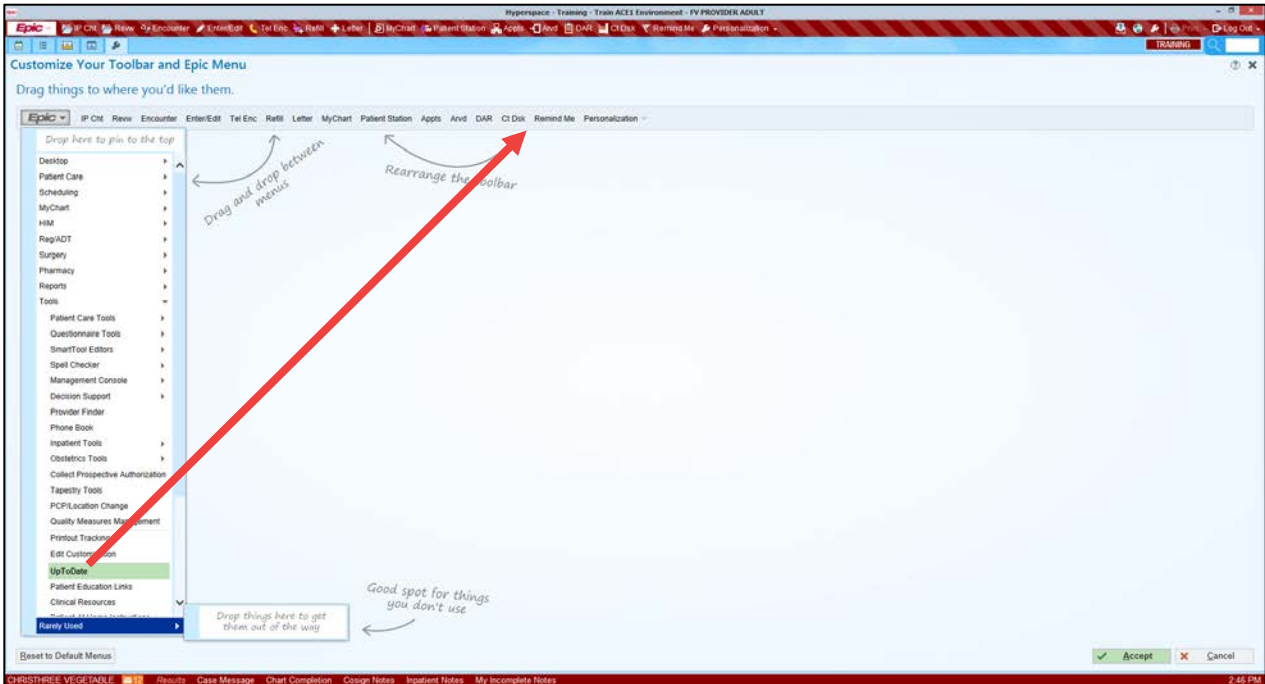 Hyperspace - Training - Train ACE1 Environment - FV PROVIDER ADULT
Epic IP Cht Revw Encounter Enter/Edit Tel Enc Refill Letter MyChart Patient Station Appts Arvd DAR Ct Dsk Remind Me Personalization Print Log Out
TRAINING
Customize Your Toolbar and Epic Menu
Drag things to where you'd like them.
Epic IP Cht Revw Encounter Enter/Edit Tel Enc Refill Letter MyChart Patient Station Appts Arvd DAR Ct Dsk Remind Me Personalization
Drop here to pin to the top
Desktop
Patient Care
Scheduling
MyChart
HIM
Reg/ADT
Surgery
Pharmacy
Reports
Tools
Patient Care Tools
Questionnaire Tools
SmartTool Editors
Spell Checker
Management Console
Decision Support
Provider Finder
Phone Book
Inpatient Tools
Obstetrics Tools
Collect Prospective Authorization
Tapestry Tools
PCP/Location Change
Quality Measures Management
Printout Tracking
Edit Customization
UpToDate
Patient Education Links
Clinical Resources
Rarely Used
Drag and drop between
menus
Rearrange the toolbar
Drop things here to get
them out of the way
Good spot for things
you don't use
Reset to Default Menus
Accept Cancel
CHRISTHREE VEGETABLE 12 Results Case Message Chart Completion Cosign Notes Inpatient Notes My Incomplete Notes 2:46 PM